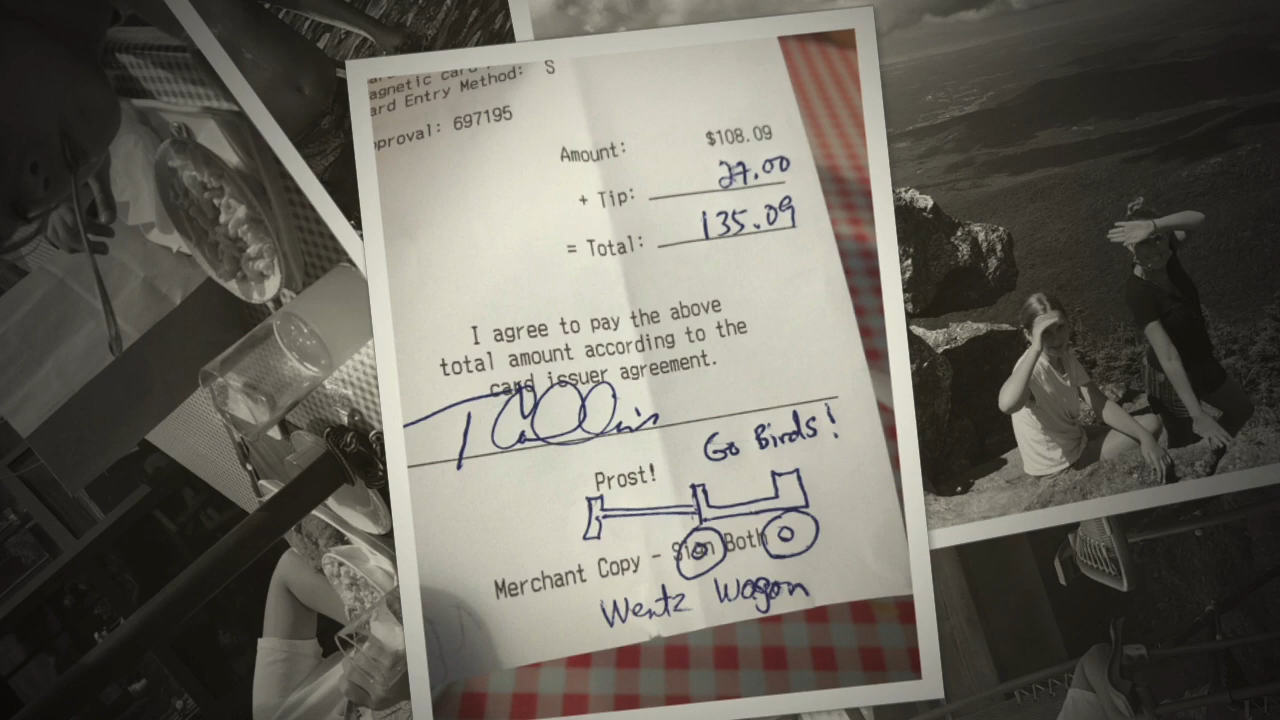 agnetic card
ard Entry Method: S
proval: 697195
Amount: $108.09
+ Tip: 27.00
= Total: 135.09
I agree to pay the above
total amount according to the
card issuer agreement.
T Collins
Go Birds!
Prost!
Merchant Copy - Sign Both
Wentz Wagon